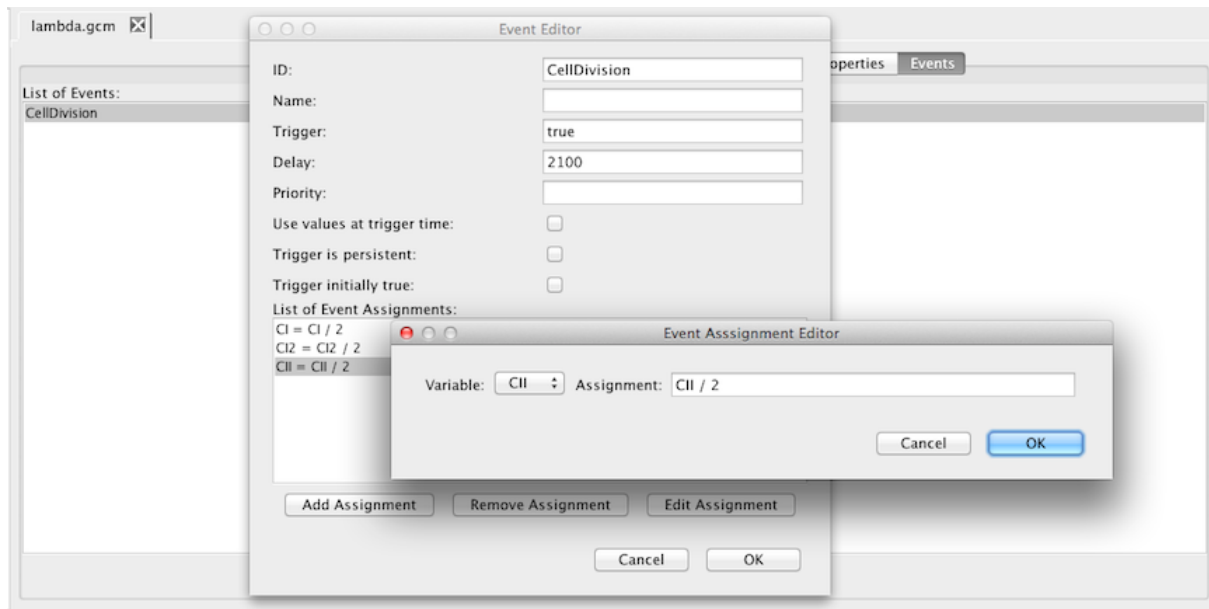 lambda.gcm
Event Editor
operties Events
List of Events:
CellDivision
ID: CellDivision
Name:
Trigger: true
Delay: 2100
Priority:
Use values at trigger time:
Trigger is persistent:
Trigger initially true:
List of Event Assignments:
CI = CI / 2
CI2 = CI2 / 2
CII = CII / 2
Event Asssignment Editor
Variable: CII Assignment: CII / 2
Cancel OK
Add Assignment Remove Assignment Edit Assignment
Cancel OK